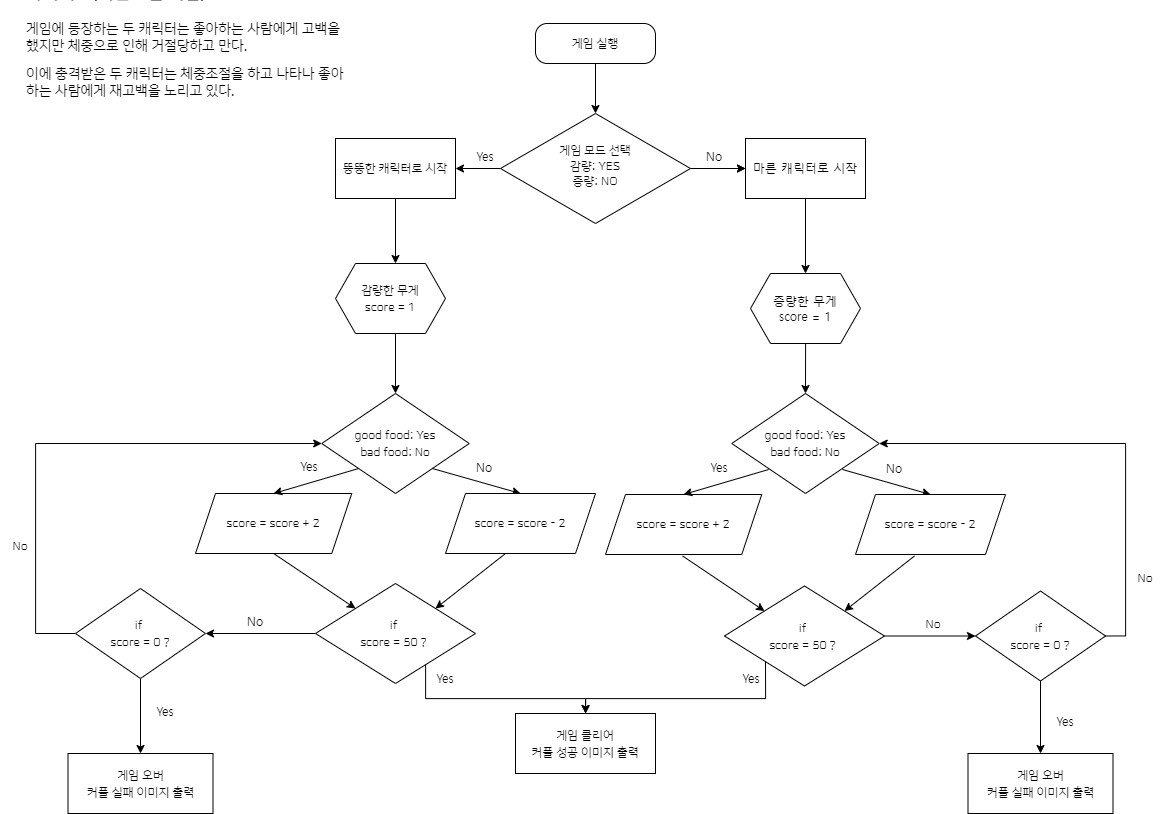 게임에 등장하는 두 캐릭터는 좋아하는 사람에게 고백을
했지만 체중으로 인해 거절당하고 만다.
이에 충격받은 두 캐릭터는 체중조절을 하고 나타나 좋아
하는 사람에게 재고백을 노리고 있다.
게임 실행
게임 모드 선택
감량: YES
증량: NO
Yes
No
뚱뚱한 캐릭터로 시작
마른 캐릭터로 시작
감량한 무게
score = 1
증량한 무게
score = 1
good food: Yes
bad food: No
good food: Yes
bad food: No
Yes
No
Yes
No
score = score + 2
score = score - 2
score = score + 2
score = score - 2
No
No
if
score = 0 ?
No
if
score = 50 ?
if
score = 50 ?
No
if
score = 0 ?
Yes
Yes
Yes
Yes
게임 클리어
커플 성공 이미지 출력
게임 오버
커플 실패 이미지 출력
게임 오버
커플 실패 이미지 출력